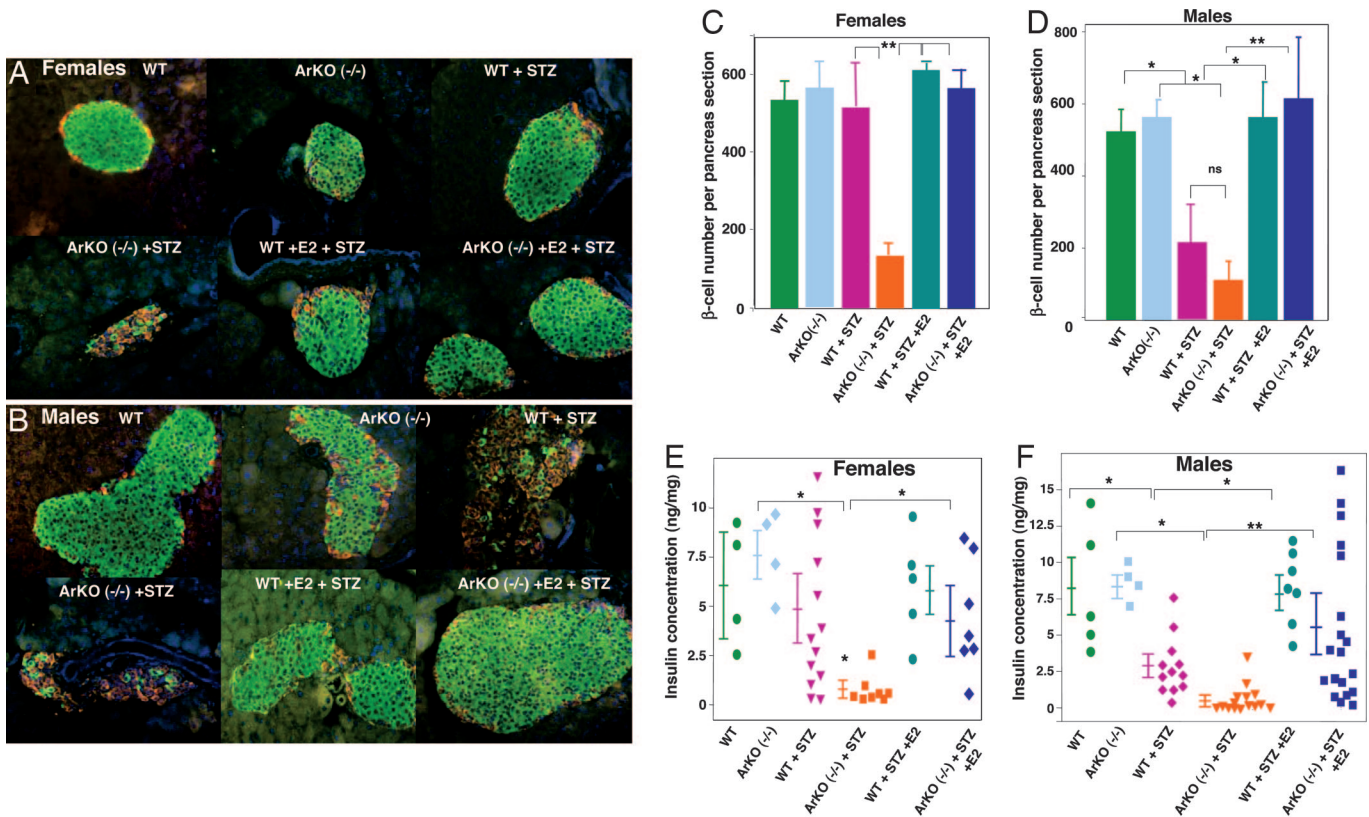 A Females WT
ArKO (-/-)
WT + STZ
ArKO (-/-) +STZ
WT +E2 + STZ
ArKO (-/-) +E2 + STZ
B Males WT
ArKO (-/-)
WT + STZ
ArKO (-/-) +STZ
WT +E2 + STZ
ArKO (-/-) +E2 + STZ
C
Females
β-cell number per pancreas section
600
400
200
0
**
WT
ArKO(-/-)
WT + STZ
ArKO (-/-) + STZ
WT + STZ +E2
ArKO (-/-) + STZ
+E2
D
Males
β-cell number per pancreas section
800
600
400
200
0
*
*
**
*
ns
WT
ArKO(-/-)
WT + STZ
ArKO (-/-) + STZ
WT + STZ +E2
ArKO (-/-) + STZ
+E2
E
Females
Insulin concentration (ng/mg)
10
7.5
5
2.5
0
*
*
*
WT
ArKO (-/-)
WT + STZ
ArKO (-/-) + STZ
WT + STZ +E2
ArKO (-/-) + STZ
+E2
F
Males
Insulin concentration (ng/mg)
15
12.5
10
7.5
5
2.5
0
*
*
*
**
WT
ArKO (-/-)
WT + STZ
ArKO (-/-) + STZ
WT + STZ +E2
ArKO (-/-) + STZ
+E2